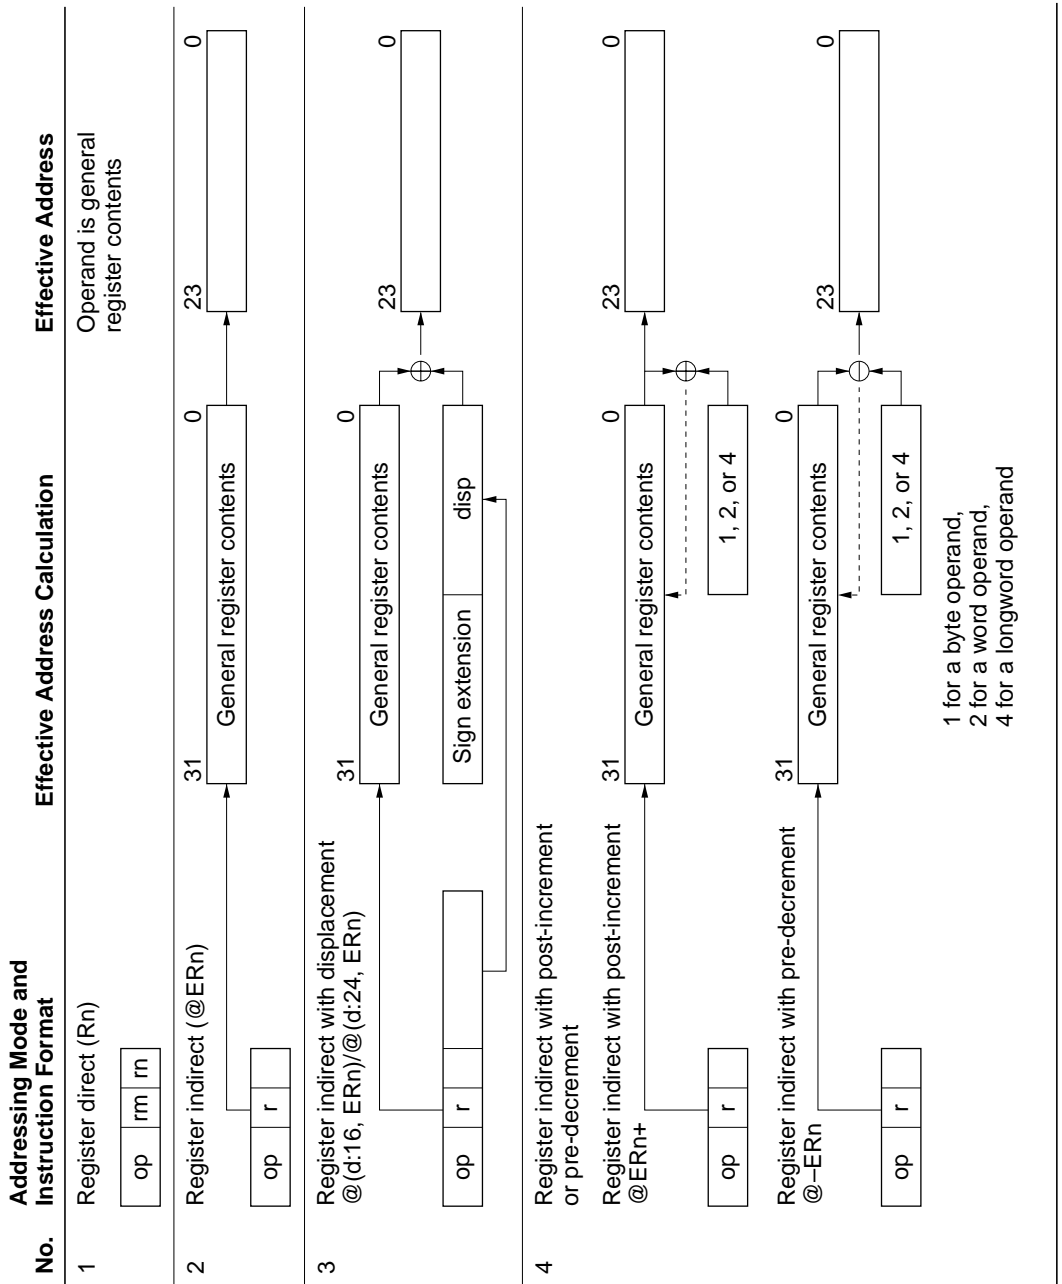 No.
Addressing Mode and
Instruction Format
Effective Address Calculation
Effective Address
1
Register direct (Rn)
op rm rn
Operand is general
register contents
2
Register indirect (@ERn)
op r
31 0
General register contents
23 0
3
Register indirect with displacement
@(d:16, ERn)/@(d:24, ERn)
op r
31 0
General register contents
Sign extension disp
23 0
4
Register indirect with post-increment
or pre-decrement
Register indirect with post-increment
@ERn+
op r
31 0
General register contents
1, 2, or 4
23 0
Register indirect with pre-decrement
@–ERn
op r
31 0
General register contents
1, 2, or 4
23 0
1 for a byte operand,
2 for a word operand,
4 for a longword operand